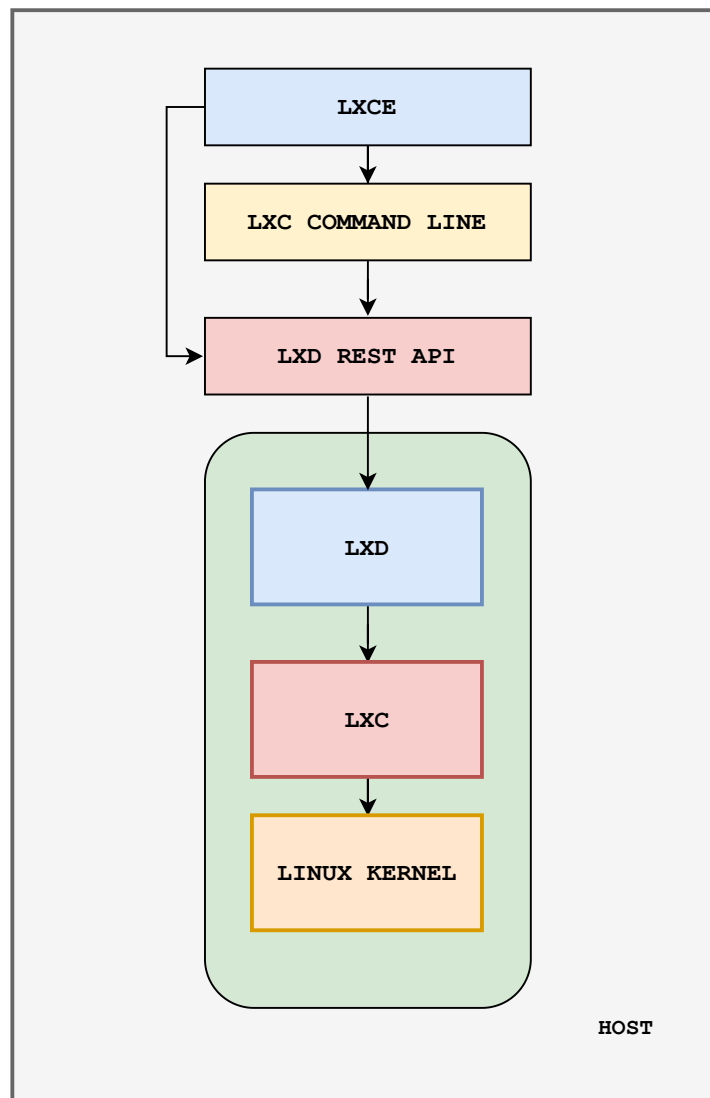 LXCE
LXC COMMAND LINE
LXD REST API
LXD
LXC
LINUX KERNEL
HOST